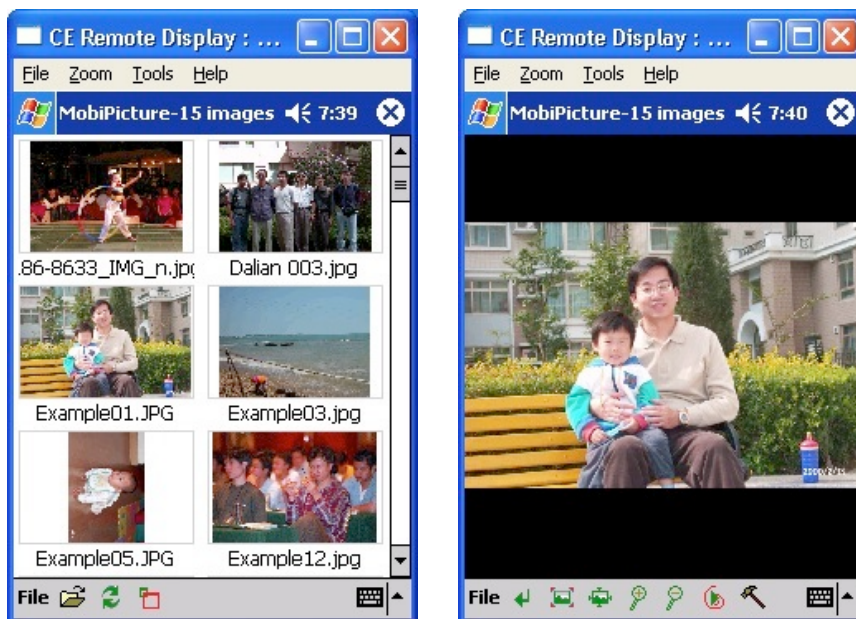 CE Remote Display : ...
File Zoom Tools Help
MobiPicture-15 images 7:39
.86-8633_IMG_n.jpg
Dalian 003.jpg
Example01.JPG
Example03.jpg
Example05.JPG
Example12.jpg
File
CE Remote Display : ...
File Zoom Tools Help
MobiPicture-15 images 7:40
File